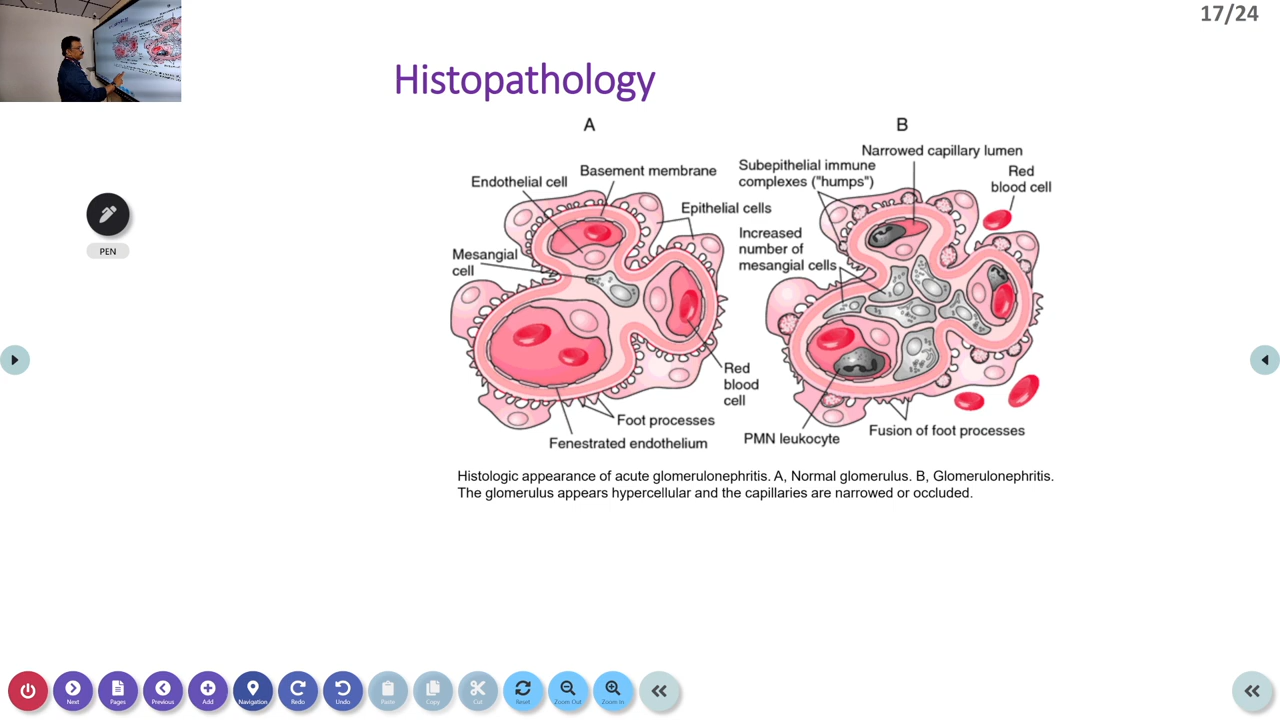 17/24
Histopathology
A
B
Endothelial cell
Basement membrane
Epithelial cells
Mesangial
cell
Red
blood
cell
Foot processes
Fenestrated endothelium
Narrowed capillary lumen
Subepithelial immune
complexes ("humps")
Red
blood cell
Increased
number of
mesangial cells
PMN leukocyte
Fusion of foot processes
Histologic appearance of acute glomerulonephritis. A, Normal glomerulus. B, Glomerulonephritis.
The glomerulus appears hypercellular and the capillaries are narrowed or occluded.
PEN
Next
Pages
Previous
Add
Navigation
Redo
Undo
Paste
Copy
Cut
Reset
Zoom Out
Zoom In